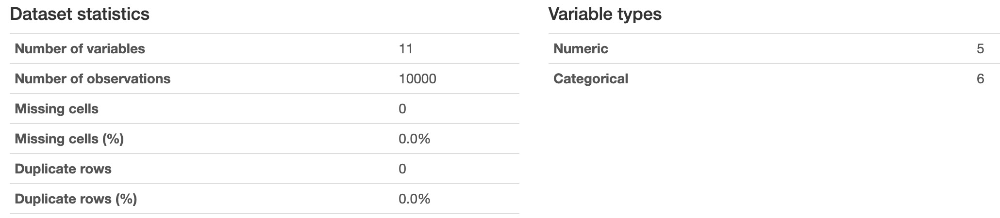 Dataset statistics
Number of variables 11
Number of observations 10000
Missing cells 0
Missing cells (%) 0.0%
Duplicate rows 0
Duplicate rows (%) 0.0%
Variable types
Numeric 5
Categorical 6